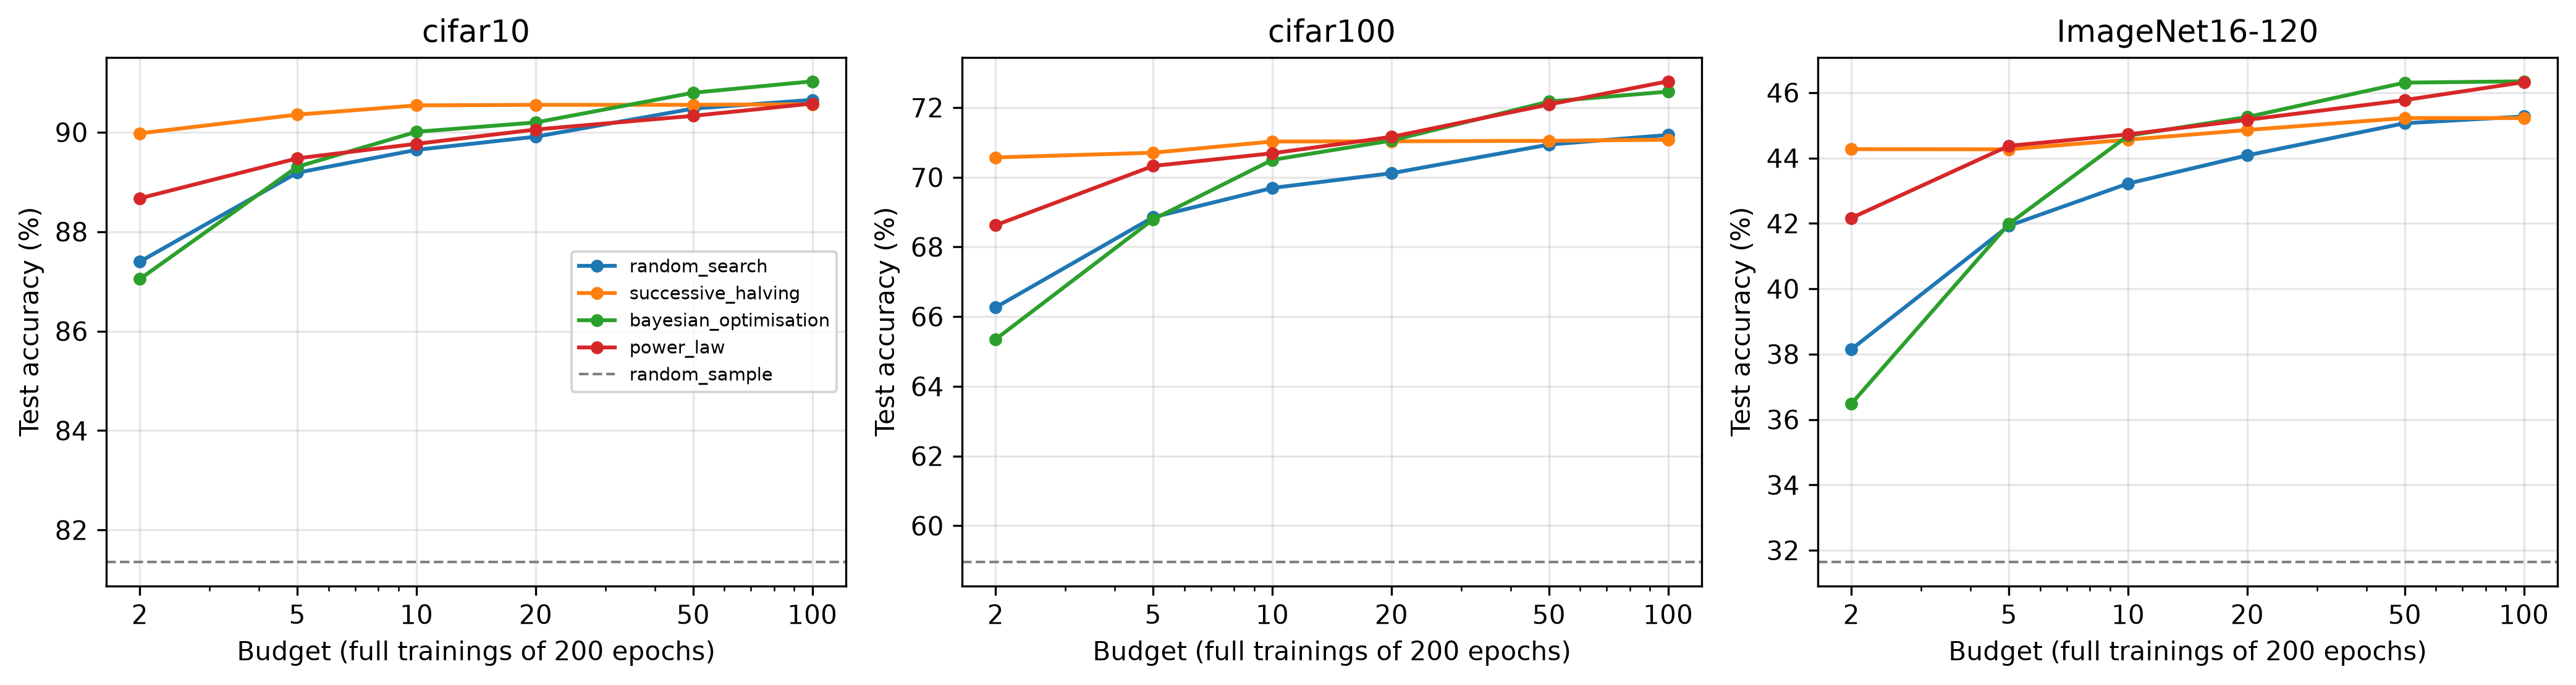 cifar10
Test accuracy (%)
90
88
86
84
82
random_search
successive_halving
bayesian_optimisation
power_law
random_sample
2 5 10 20 50 100
Budget (full trainings of 200 epochs)
cifar100
Test accuracy (%)
72
70
68
66
64
62
60
2 5 10 20 50 100
Budget (full trainings of 200 epochs)
ImageNet16-120
Test accuracy (%)
46
44
42
40
38
36
34
32
2 5 10 20 50 100
Budget (full trainings of 200 epochs)